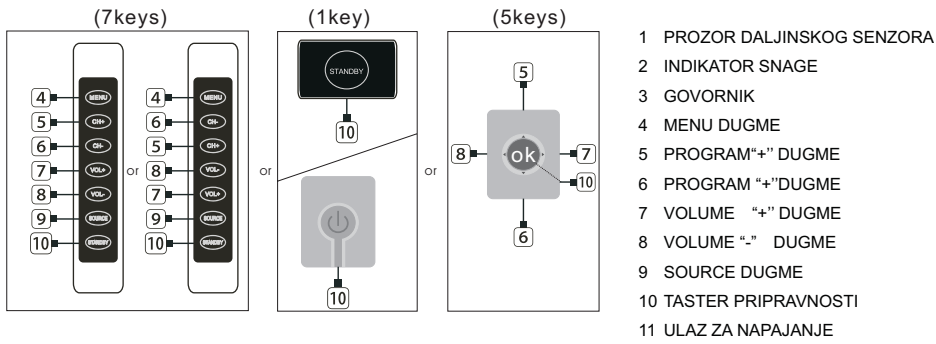 (7keys)
(1key)
(5keys)
4 MENU
5 CH+
6 CH-
7 VOL+
8 VOL-
9 SOURCE
10 STANDBY
or
4 MENU
6 CH-
5 CH+
8 VOL-
7 VOL+
9 SOURCE
10 STANDBY
or
STANDBY
10
10
or
5
8
ok
7
10
6
1 PROZOR DALJINSKOG SENZORA
2 INDIKATOR SNAGE
3 GOVORNIK
4 MENU DUGME
5 PROGRAM“+’’ DUGME
6 PROGRAM “+’’DUGME
7 VOLUME “+’’ DUGME
8 VOLUME “-” DUGME
9 SOURCE DUGME
10 TASTER PRIPRAVNOSTI
11 ULAZ ZA NAPAJANJE